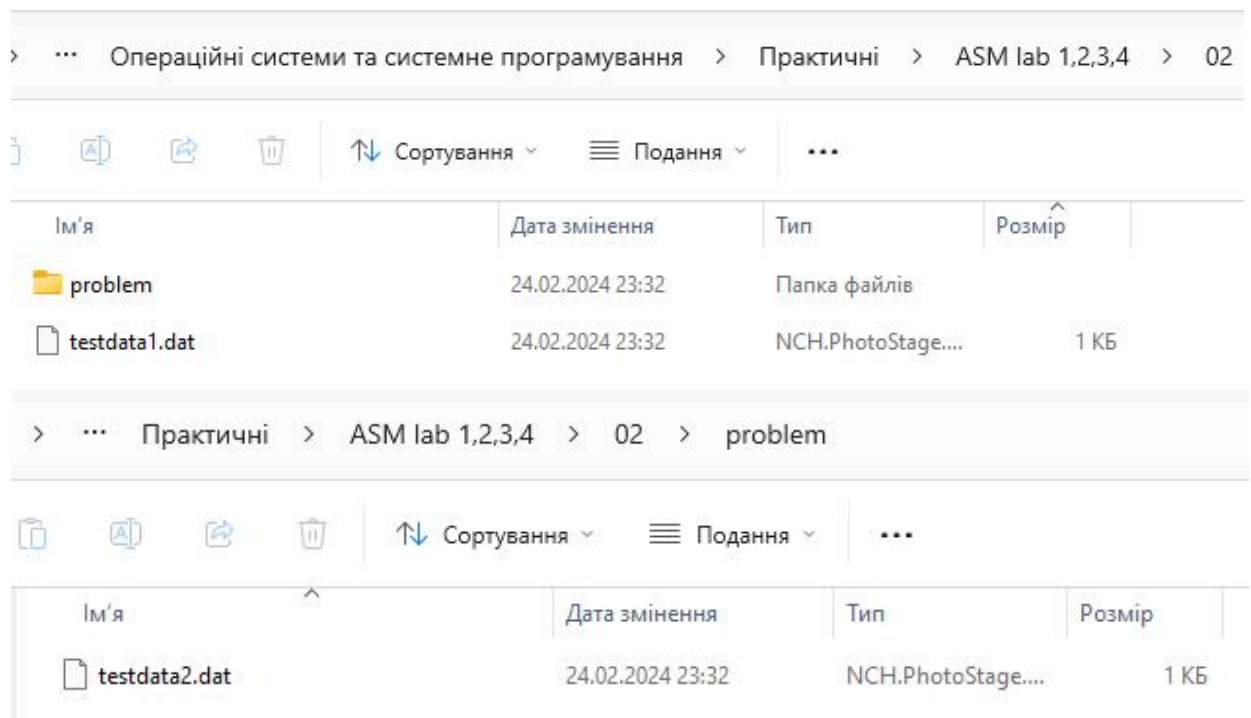 > ... Операційні системи та системне програмування > Практичні > ASM lab 1,2,3,4 > 02
Сортування Подання ...
Ім'я Дата змінення Тип Розмір
problem 24.02.2024 23:32 Папка файлів
testdata1.dat 24.02.2024 23:32 NCH.PhotoStage.... 1 КБ
> ... Практичні > ASM lab 1,2,3,4 > 02 > problem
Сортування Подання ...
Ім'я Дата змінення Тип Розмір
testdata2.dat 24.02.2024 23:32 NCH.PhotoStage.... 1 КБ